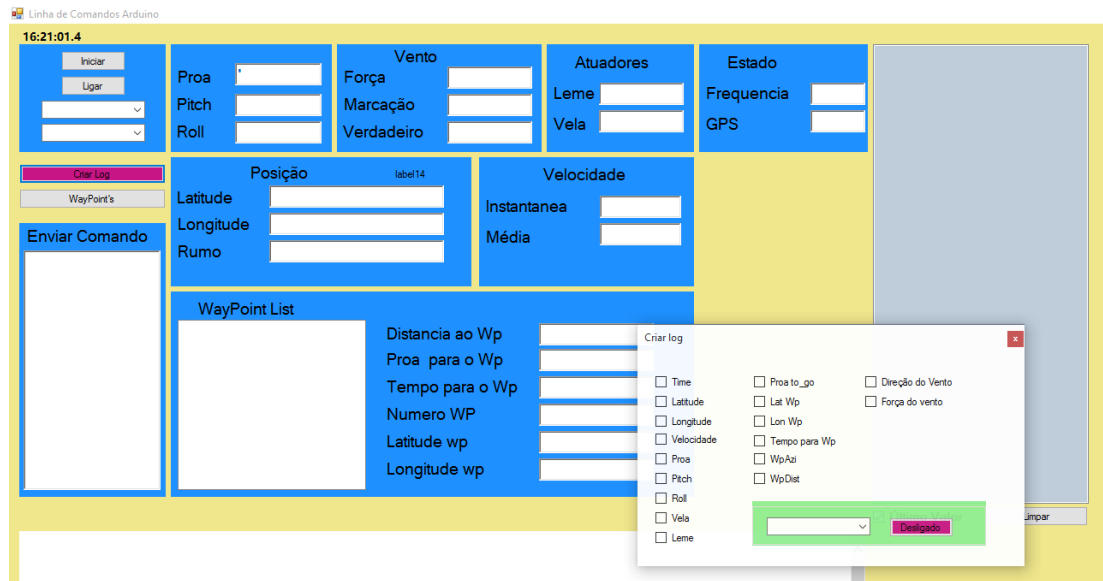 Linha de Comandos Arduino
16:21:01.4
Iniciar
Ligar
Proa
Pitch
Roll
Vento
Força
Marcação
Verdadeiro
Atuadores
Leme
Vela
Estado
Frequencia
GPS
Criar Log
WayPoint's
Enviar Comando
Posição
label14
Latitude
Longitude
Rumo
Velocidade
Instantanea
Média
WayPoint List
Distancia ao Wp
Proa para o Wp
Tempo para o Wp
Numero WP
Latitude wp
Longitude wp
Criar log
x
Time
Latitude
Longitude
Velocidade
Proa
Pitch
Roll
Vela
Leme
Proa to_go
Lat Wp
Lon Wp
Tempo para Wp
WpAzi
WpDist
Direção do Vento
Força do vento
Desligado
Ultimo Valor
Limpar